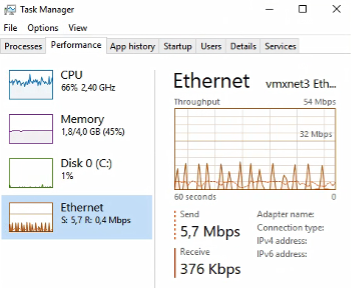 Task Manager
File Options View
Processes Performance App history Startup Users Details Services
CPU
66% 2,40 GHz
Memory
1,8/4,0 GB (45%)
Disk 0 (C:)
1%
Ethernet
S: 5,7 R: 0,4 Mbps
Ethernet vmxnet3 Eth...
Throughput 54 Mbps
32 Mbps
60 seconds 0
Send
5,7 Mbps
Receive
376 Kbps
Adapter name:
Connection type:
IPv4 address:
IPv6 address: